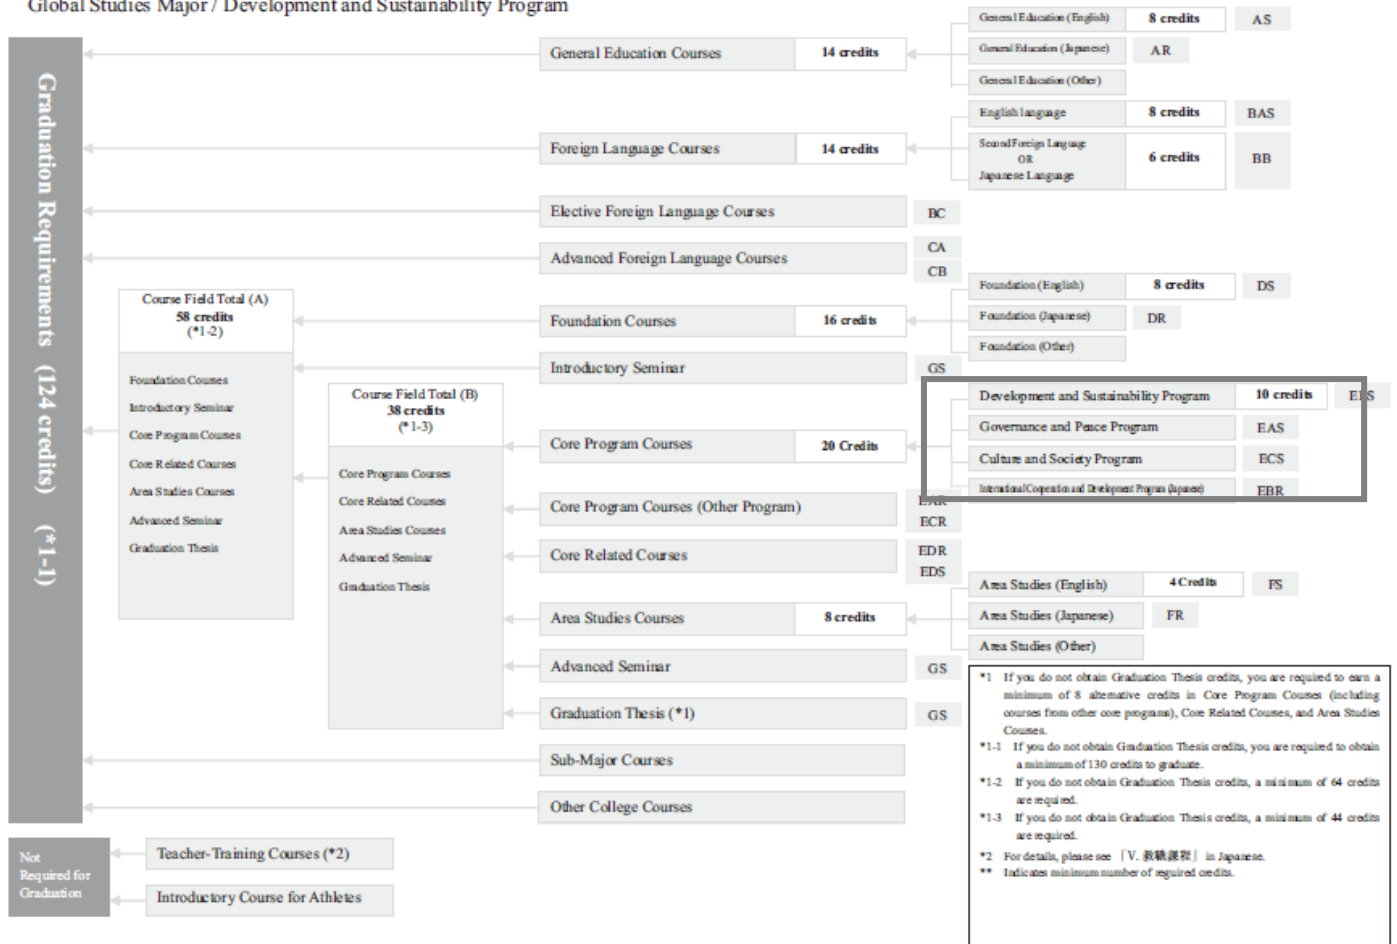 Global Studies Major / Development and Sustainability Program
Graduation Requirements (124 credits) (*1-1)
General Education Courses 14 credits
General Education (English) 8 credits AS
General Education (Japanese) AR
General Education (Other)
Foreign Language Courses 14 credits
English language 8 credits BAS
Second Foreign Language
OR
Japanese Language
6 credits BB
Elective Foreign Language Courses BC
Advanced Foreign Language Courses CA
CB
Course Field Total (A)
58 credits
(*1-2)
Foundation Courses
Introductory Seminar
Core Program Courses
Core Related Courses
Area Studies Courses
Advanced Seminar
Graduation Thesis
Course Field Total (B)
38 credits
(*1-3)
Core Program Courses
Core Related Courses
Area Studies Courses
Advanced Seminar
Graduation Thesis
Foundation Courses 16 credits
Foundation (English) 8 credits DS
Foundation (Japanese) DR
Foundation (Other)
Introductory Seminar GS
Core Program Courses 20 Credits
Development and Sustainability Program 10 credits
Governance and Peace Program EAS
Culture and Society Program ECS
International Cooperation and Development Program (Japanese) EBR
Core Program Courses (Other Program) EAR
ECR
Core Related Courses EDR
EDS
Area Studies Courses 8 credits
Area Studies (English) 4 Credits FS
Area Studies (Japanese) FR
Area Studies (Other)
Advanced Seminar GS
Graduation Thesis (*1) GS
Sub-Major Courses
Other College Courses
Not
Required for
Graduation
Teacher-Training Courses (*2)
Introductory Course for Athletes
*1 If you do not obtain Graduation Thesis credits, you are required to earn a
minimum of 8 alternative credits in Core Program Courses (including
courses from other core programs), Core Related Courses, and Area Studies
Courses.
*1-1 If you do not obtain Graduation Thesis credits, you are required to obtain
a minimum of 130 credits to graduate.
*1-2 If you do not obtain Graduation Thesis credits, a minimum of 64 credits
are required.
*1-3 If you do not obtain Graduation Thesis credits, a minimum of 44 credits
are required.
*2 For details, please see 「V. 教職課程」 in Japanese.
** Indicates minimum number of reguired credits.